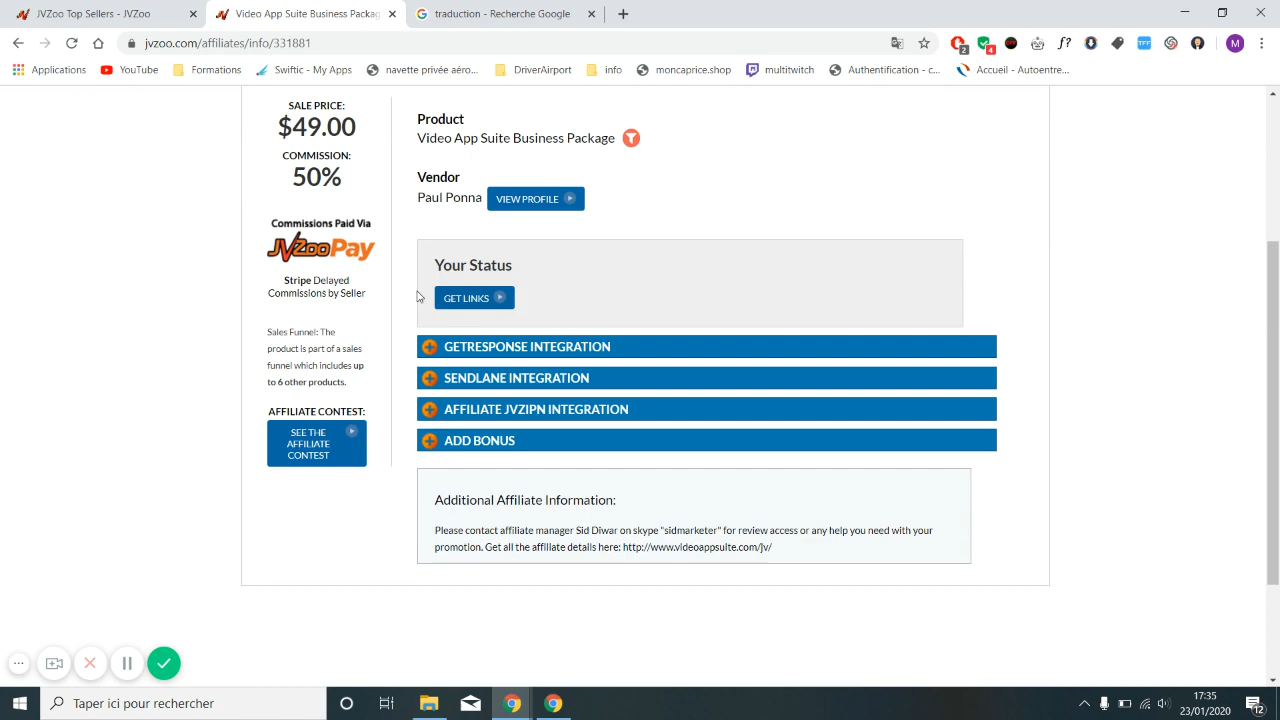 JVZoo Top Sellers - JVZoo
Video App Suite Business Packag
traduction - Recherche Google
jvzoo.com/affiliates/info/331881
2
4
OFF
f?
TFF
M
Applications
YouTube
Formations
Swiftic - My Apps
navette privée aéro...
DriverAirport
info
moncaprice.shop
multitwitch
Authentification - c...
Accueil - Autoentre...
SALE PRICE:
$49.00
COMMISSION:
50%
Commissions Paid Via
JVZooPay
Stripe Delayed
Commissions by Seller
Sales Funnel: The
product is part of a sales
funnel which includes up
to 6 other products.
AFFILIATE CONTEST:
SEE THE
AFFILIATE
CONTEST
Product
Video App Suite Business Package
Vendor
Paul Ponna
VIEW PROFILE
Your Status
GET LINKS
GETRESPONSE INTEGRATION
SENDLANE INTEGRATION
AFFILIATE JVZIPN INTEGRATION
ADD BONUS
Additional Affiliate Information:
Please contact affiliate manager Sid Diwar on skype "sidmarketer" for review access or any help you need with your
promotion. Get all the affiliate details here: http://www.videoappsuite.com/jv/
Taper ici pour rechercher
17:35
23/01/2020
12